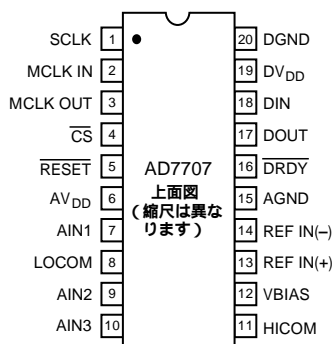 SCLK 1 20 DGND
MCLK IN 2 19 DVDD
MCLK OUT 3 18 DIN
CS 4 17 DOUT
RESET 5 16 DRDY
AVDD 6 15 AGND
AIN1 7 14 REF IN(–)
LOCOM 8 13 REF IN(+)
AIN2 9 12 VBIAS
AIN3 10 11 HICOM
AD7707
上面図
(縮尺は異な
ります)